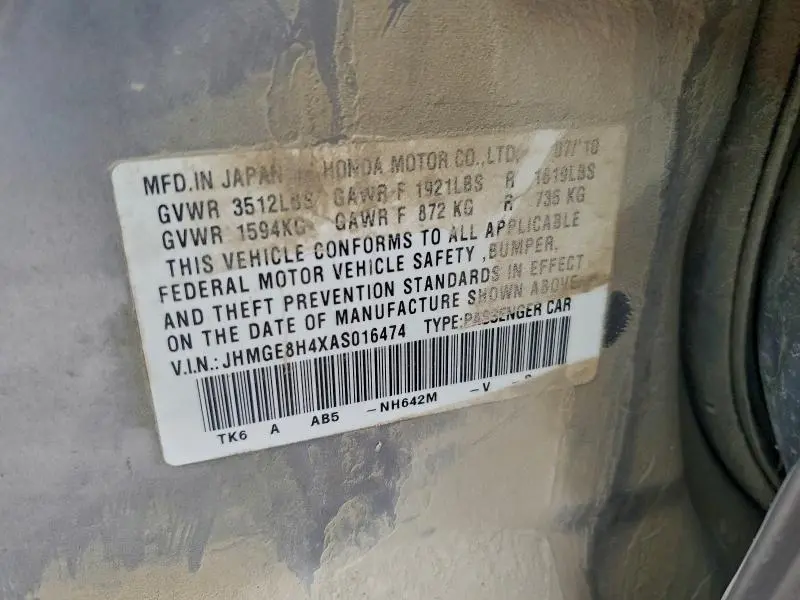 MFD.IN JAPAN HONDA MOTOR CO.,LTD. 07/'10
GVWR 3512LBS GAWR F 1921LBS R 1619LBS
GVWR 1594KG GAWR F 872 KG R 735 KG
THIS VEHICLE CONFORMS TO ALL APPLICABLE
FEDERAL MOTOR VEHICLE SAFETY ,BUMPER,
AND THEFT PREVENTION STANDARDS IN EFFECT
ON THE DATE OF MANUFACTURE SHOWN ABOVE.
V.I.N.: JHMGE8H4XAS016474 TYPE:PASSENGER CAR
TK6 A AB5 -NH642M -V -